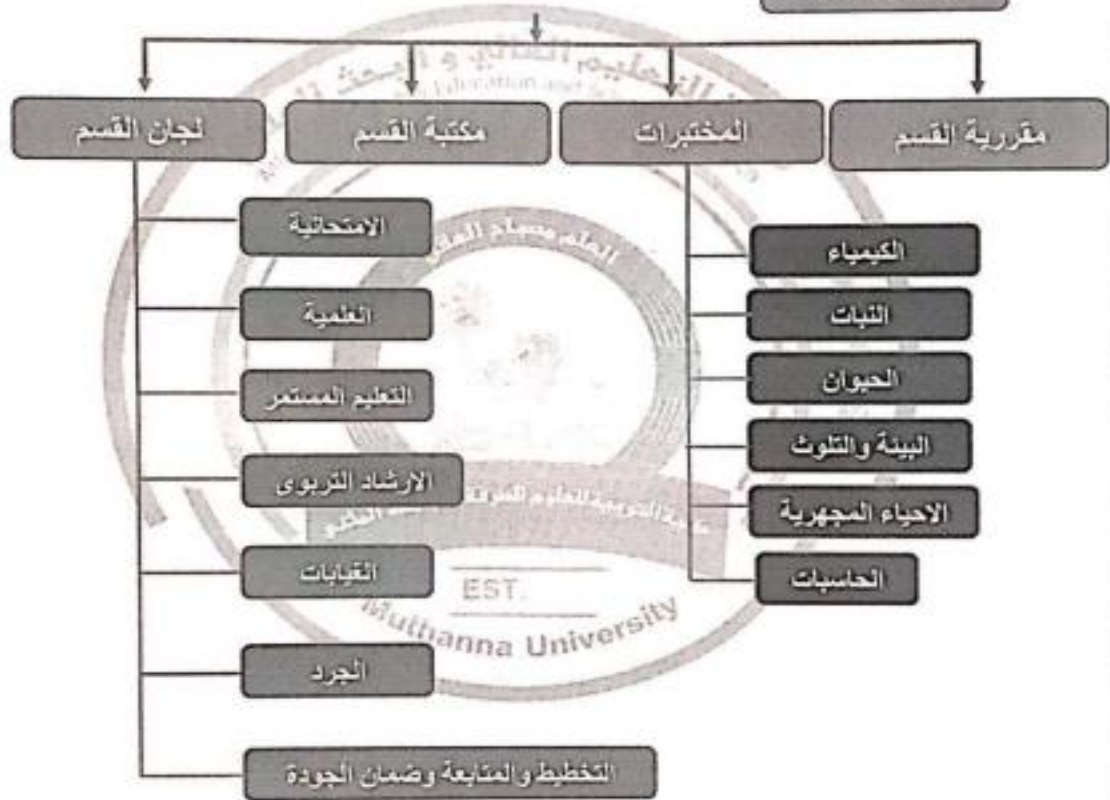 مقررية القسم
المختبرات
مكتبة القسم
لجان القسم
الكيمياء
النبات
الحيوان
البيئة والتلوث
الاحياء المجهرية
الحاسبات
الامتحانية
العلمية
التعليم المستمر
الارشاد التربوي
الغيابات
الجرد
التخطيط والمتابعة وضمان الجودة
EST.
Muthanna University